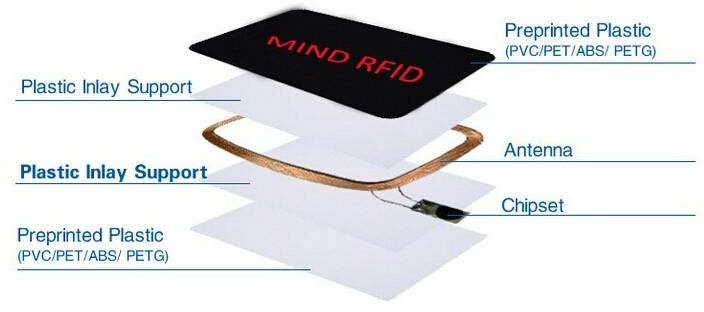 MIND RFID
Preprinted Plastic
(PVC/PET/ABS/ PETG)
Plastic Inlay Support
Antenna
Plastic Inlay Support
Chipset
Preprinted Plastic
(PVC/PET/ABS/ PETG)